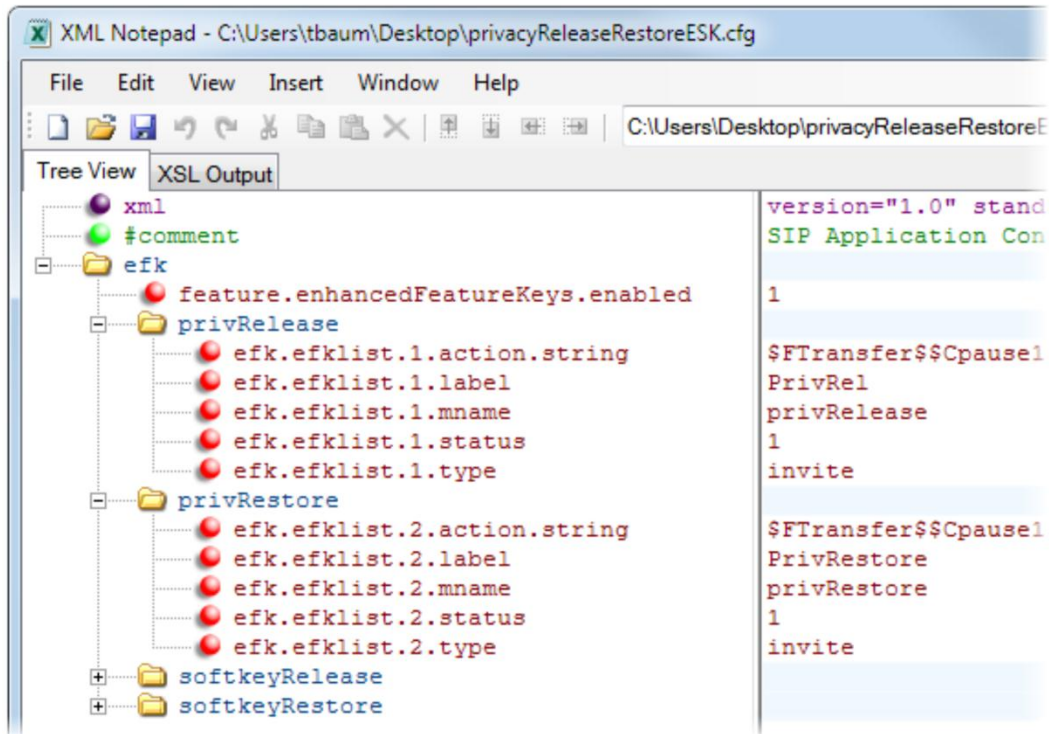 XML Notepad - C:\Users\tbaum\Desktop\privacyReleaseRestoreESK.cfg
File Edit View Insert Window Help
C:\Users\Desktop\privacyReleaseRestoreE
Tree View XSL Output
xml version="1.0" stand
#comment SIP Application Con
efk
feature.enhancedFeatureKeys.enabled 1
privRelease
efk.efklist.1.action.string $FTransfer$$Cpause1
efk.efklist.1.label PrivRel
efk.efklist.1.mname privRelease
efk.efklist.1.status 1
efk.efklist.1.type invite
privRestore
efk.efklist.2.action.string $FTransfer$$Cpause1
efk.efklist.2.label PrivRestore
efk.efklist.2.mname privRestore
efk.efklist.2.status 1
efk.efklist.2.type invite
softkeyRelease
softkeyRestore